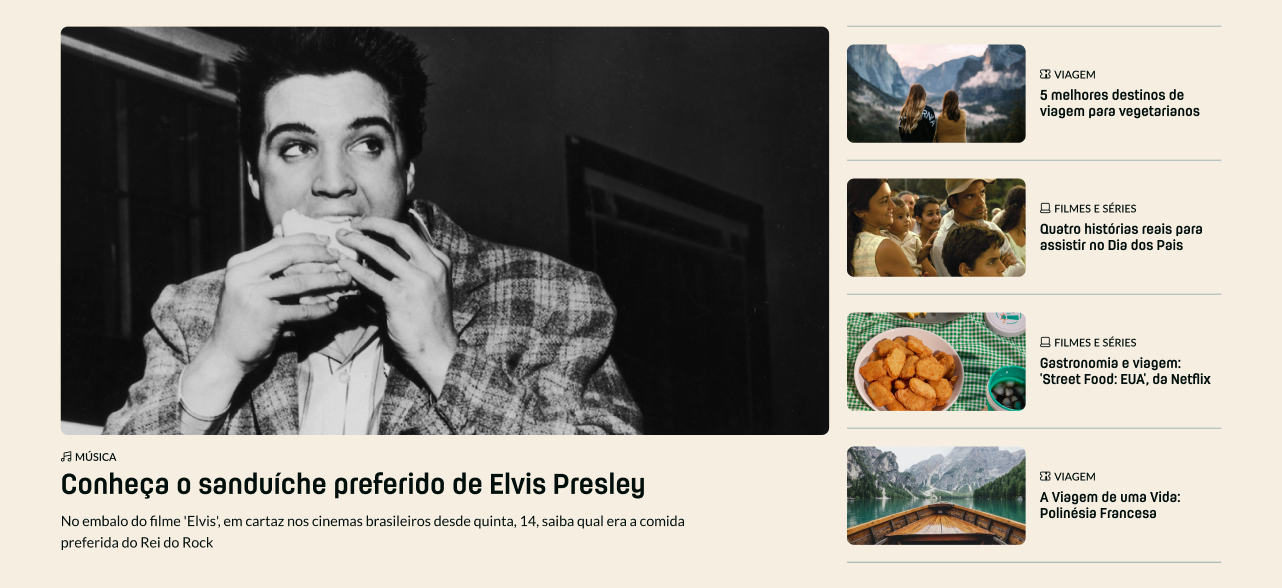 MÚSICA
Conheça o sanduíche preferido de Elvis Presley
No embalo do filme 'Elvis', em cartaz nos cinemas brasileiros desde quinta, 14, saiba qual era a comida
preferida do Rei do Rock
VIAGEM
5 melhores destinos de
viagem para vegetarianos
FILMES E SÉRIES
Quatro histórias reais para
assistir no Dia dos Pais
FILMES E SÉRIES
Gastronomia e viagem:
'Street Food: EUA', da Netflix
VIAGEM
A Viagem de uma Vida:
Polinésia Francesa